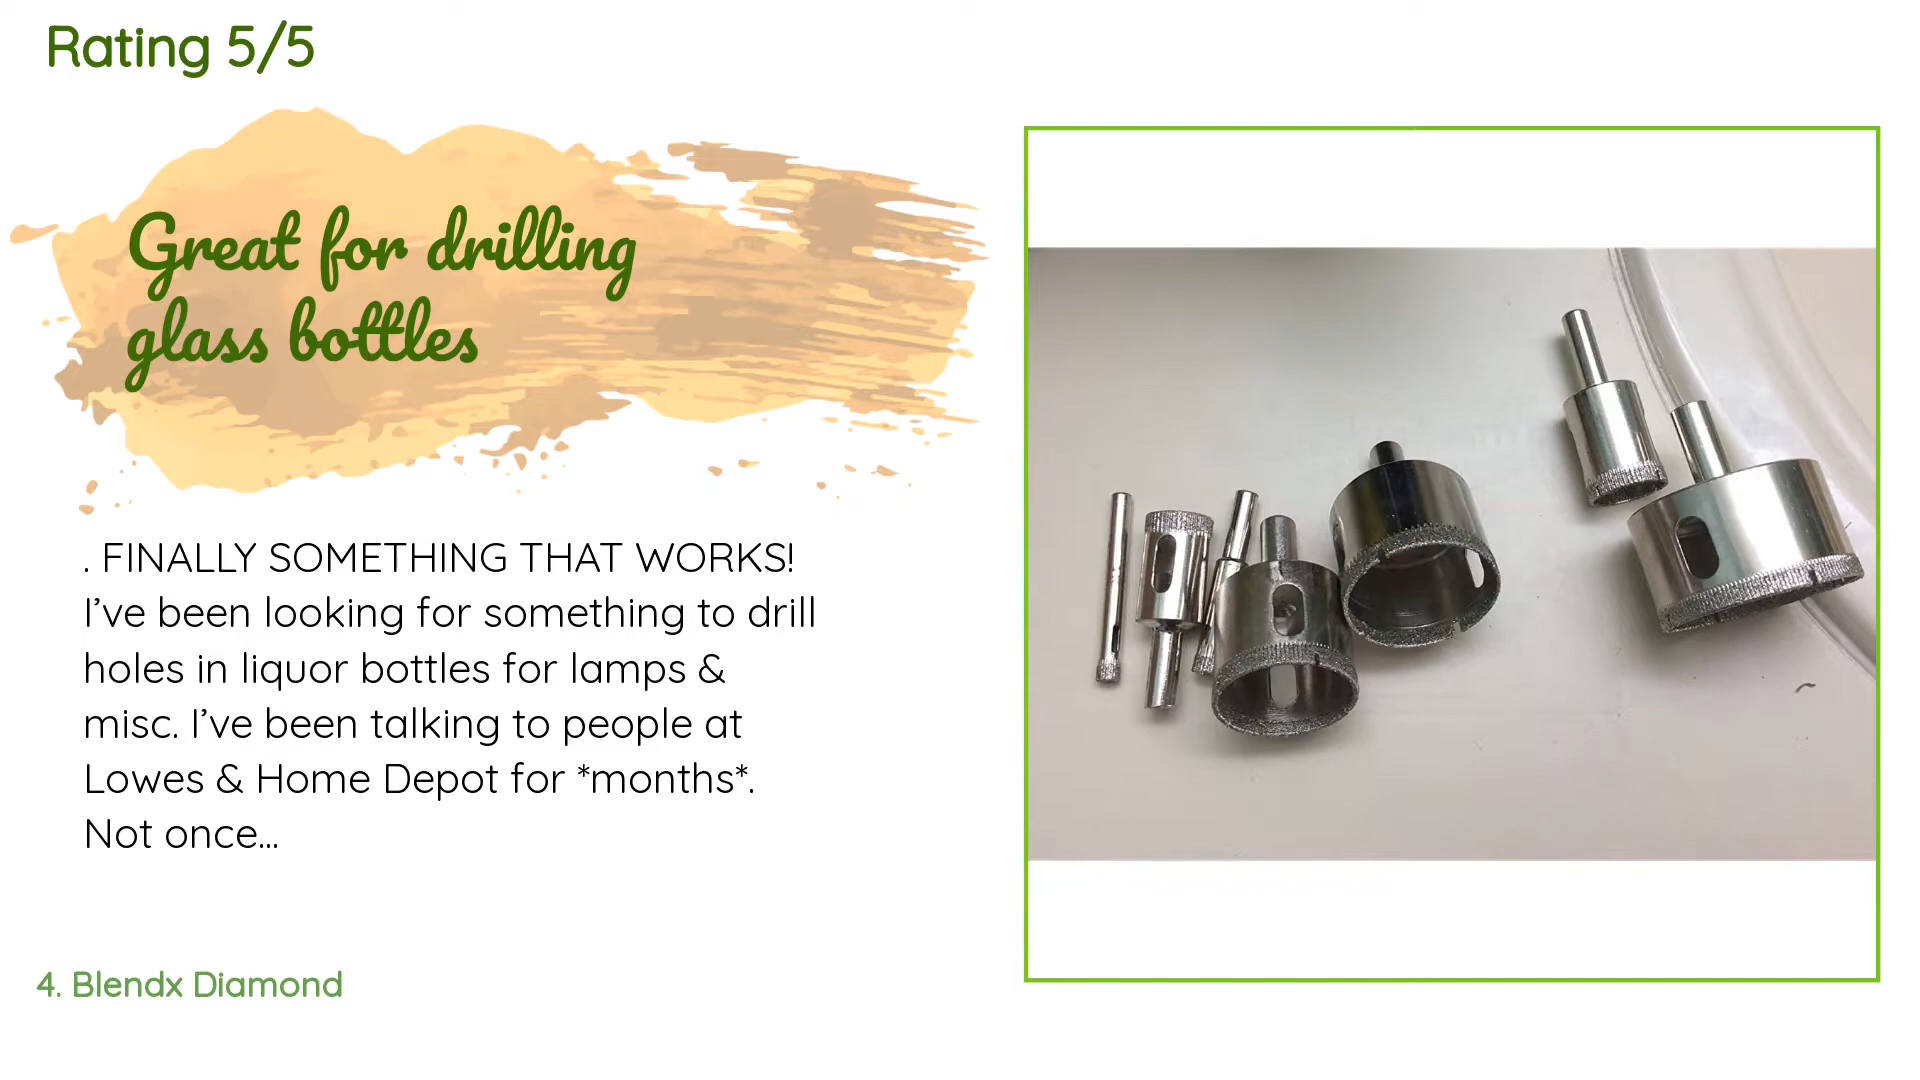 Rating 5/5
Great for drilling
glass bottles
. FINALLY SOMETHING THAT WORKS!
I’ve been looking for something to drill
holes in liquor bottles for lamps &
misc. I’ve been talking to people at
Lowes & Home Depot for *months*.
Not once...
4. Blendx Diamond